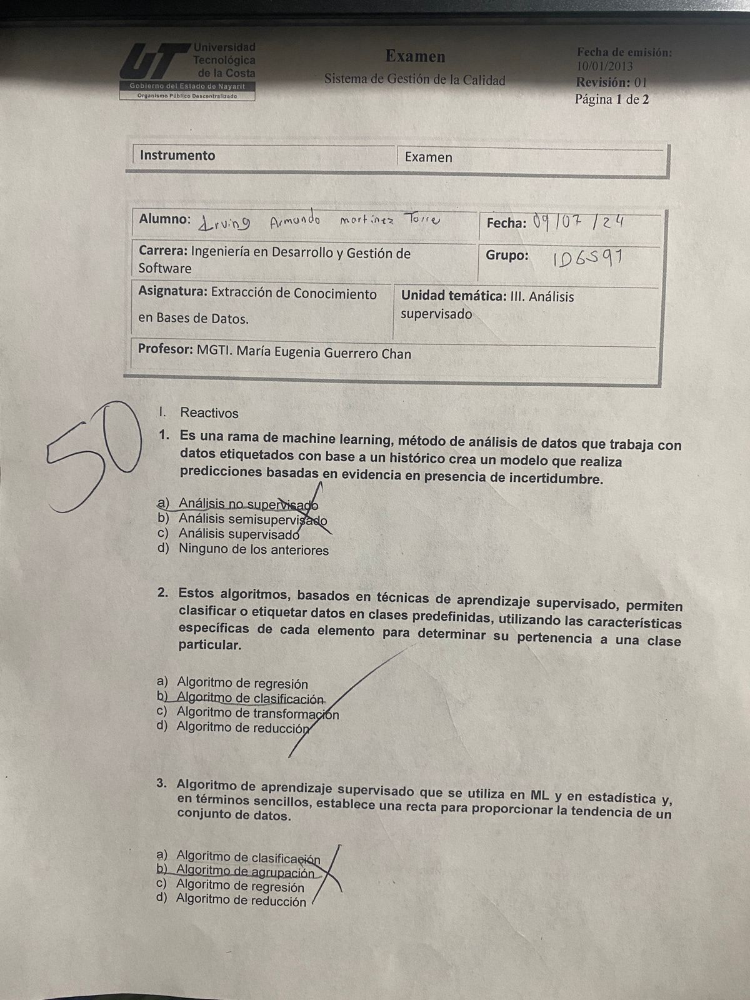 UT
Universidad
Tecnológica
de la Costa
Gobierno del Estado de Nayarit
Organismo Público Descentralizado
Examen
Sistema de Gestión de la Calidad
Fecha de emisión:
10/01/2013
Revisión: 01
Página 1 de 2
Instrumento
Examen
Alumno: Irving Armando martinez Torre
Fecha: 09/07/24
Carrera: Ingeniería en Desarrollo y Gestión de
Software
Grupo: IDGS91
Asignatura: Extracción de Conocimiento
en Bases de Datos.
Unidad temática: III. Análisis
supervisado
Profesor: MGTI. María Eugenia Guerrero Chan
50
I. Reactivos
1. Es una rama de machine learning, método de análisis de datos que trabaja con
datos etiquetados con base a un histórico crea un modelo que realiza
predicciones basadas en evidencia en presencia de incertidumbre.
a) Análisis no supervisado
b) Análisis semisupervisado
c) Análisis supervisado
d) Ninguno de los anteriores
2. Estos algoritmos, basados en técnicas de aprendizaje supervisado, permiten
clasificar o etiquetar datos en clases predefinidas, utilizando las características
específicas de cada elemento para determinar su pertenencia a una clase
particular.
a) Algoritmo de regresión
b) Algoritmo de clasificación
c) Algoritmo de transformación
d) Algoritmo de reducción
3. Algoritmo de aprendizaje supervisado que se utiliza en ML y en estadística y,
en términos sencillos, establece una recta para proporcionar la tendencia de un
conjunto de datos.
a) Algoritmo de clasificación
b) Algoritmo de agrupación
c) Algoritmo de regresión
d) Algoritmo de reducción